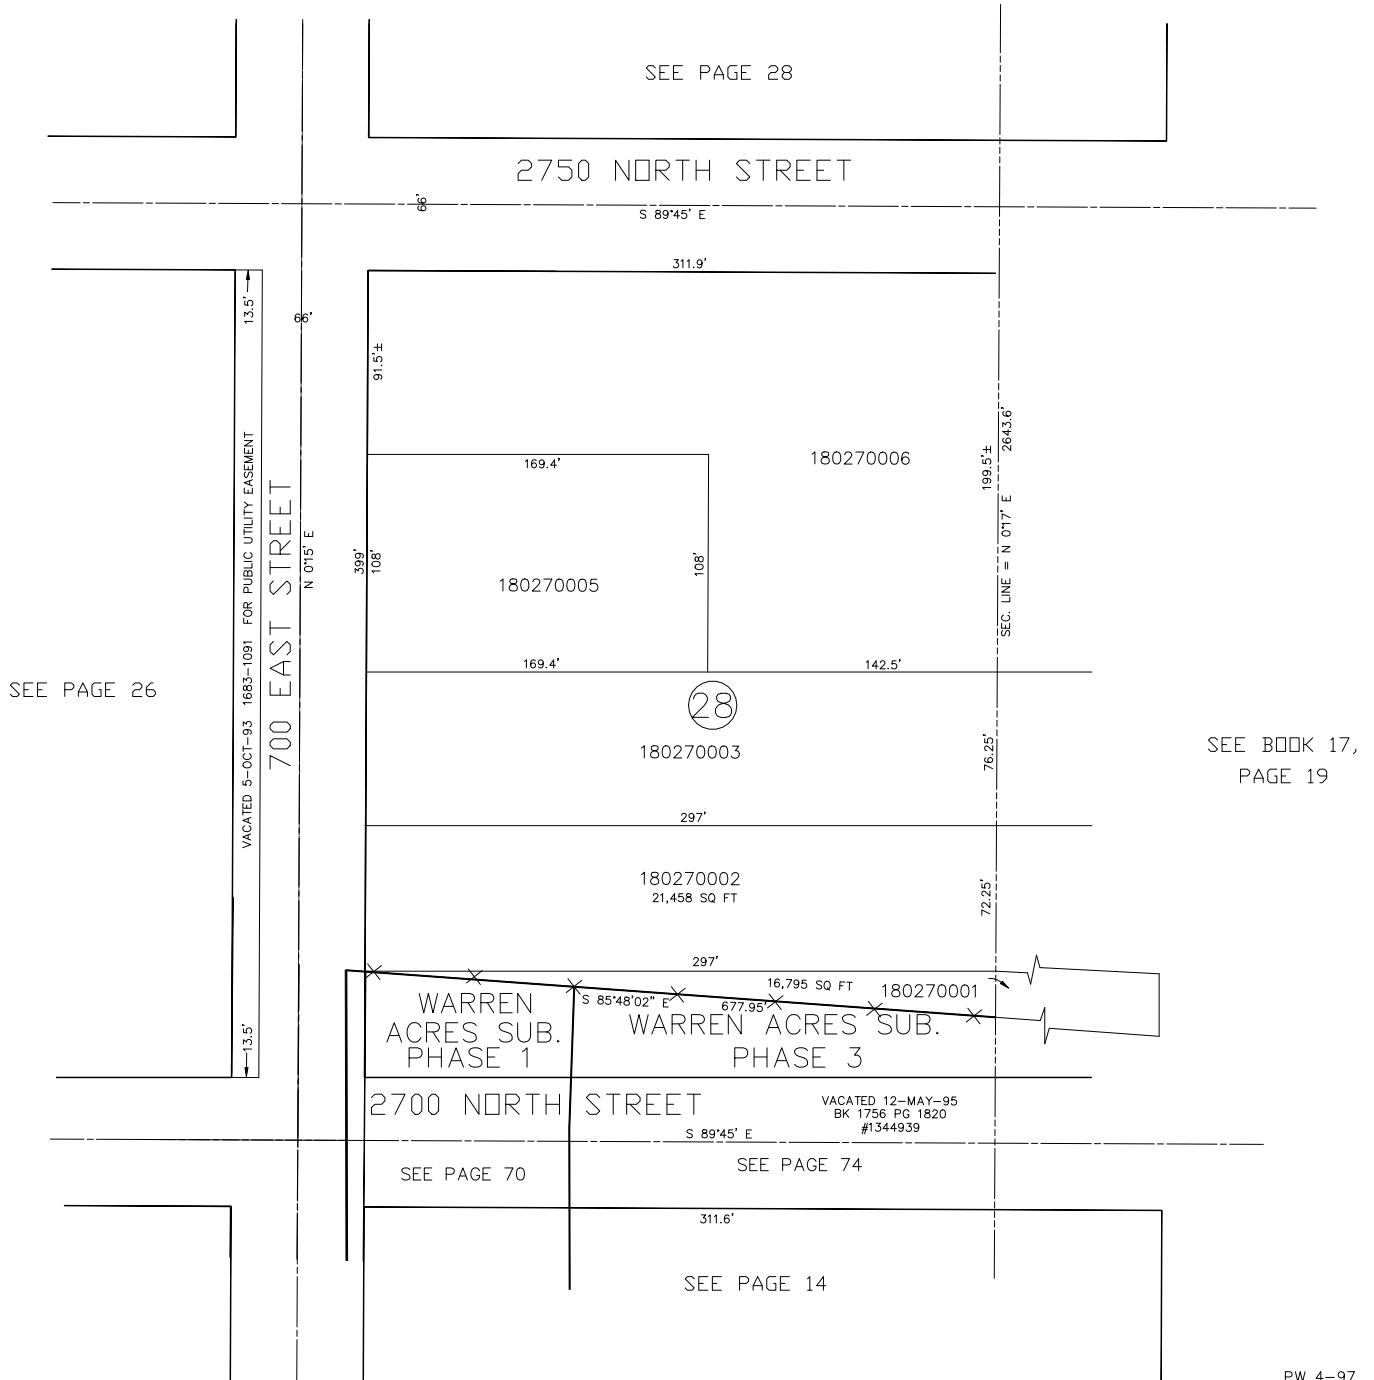 SEE PAGE 28
2750 NORTH STREET
66'
S 89°45' E
311.9'
13.5'
66'
91.5'±
2643.6'
199.5'±
180270006
169.4'
VACATED 5-OCT-93 1683-1091 FOR PUBLIC UTILITY EASEMENT
700 EAST STREET
N 0°15' E
399'
108'
108'
180270005
SEC. LINE = N 0°17' E
169.4'
142.5'
SEE PAGE 26
28
180270003
76.25'
SEE BOOK 17,
PAGE 19
297'
180270002
21,458 SQ FT
72.25'
297'
16,795 SQ FT
180270001
S 85°48'02" E
677.95'
WARREN
ACRES SUB.
PHASE 1
WARREN ACRES SUB.
PHASE 3
13.5'
2700 NORTH STREET
VACATED 12-MAY-95
BK 1756 PG 1820
#1344939
S 89°45' E
SEE PAGE 70
SEE PAGE 74
311.6'
SEE PAGE 14
PW 4-97